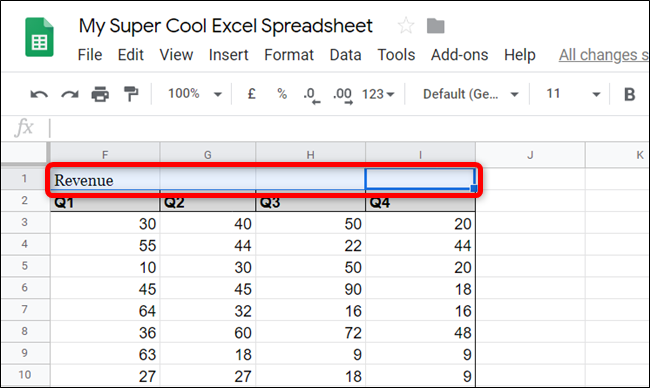 My Super Cool Excel Spreadsheet
File Edit View Insert Format Data Tools Add-ons Help All changes s
100% £ % .0 .00 123 Default (Ge... 11 B
fx
F G H I J K
1 Revenue
2 Q1 Q2 Q3 Q4
3 30 40 50 20
4 55 44 22 44
5 10 30 50 20
6 45 45 90 18
7 64 32 16 16
8 36 60 72 48
9 63 18 9 9
10 27 27 18 9